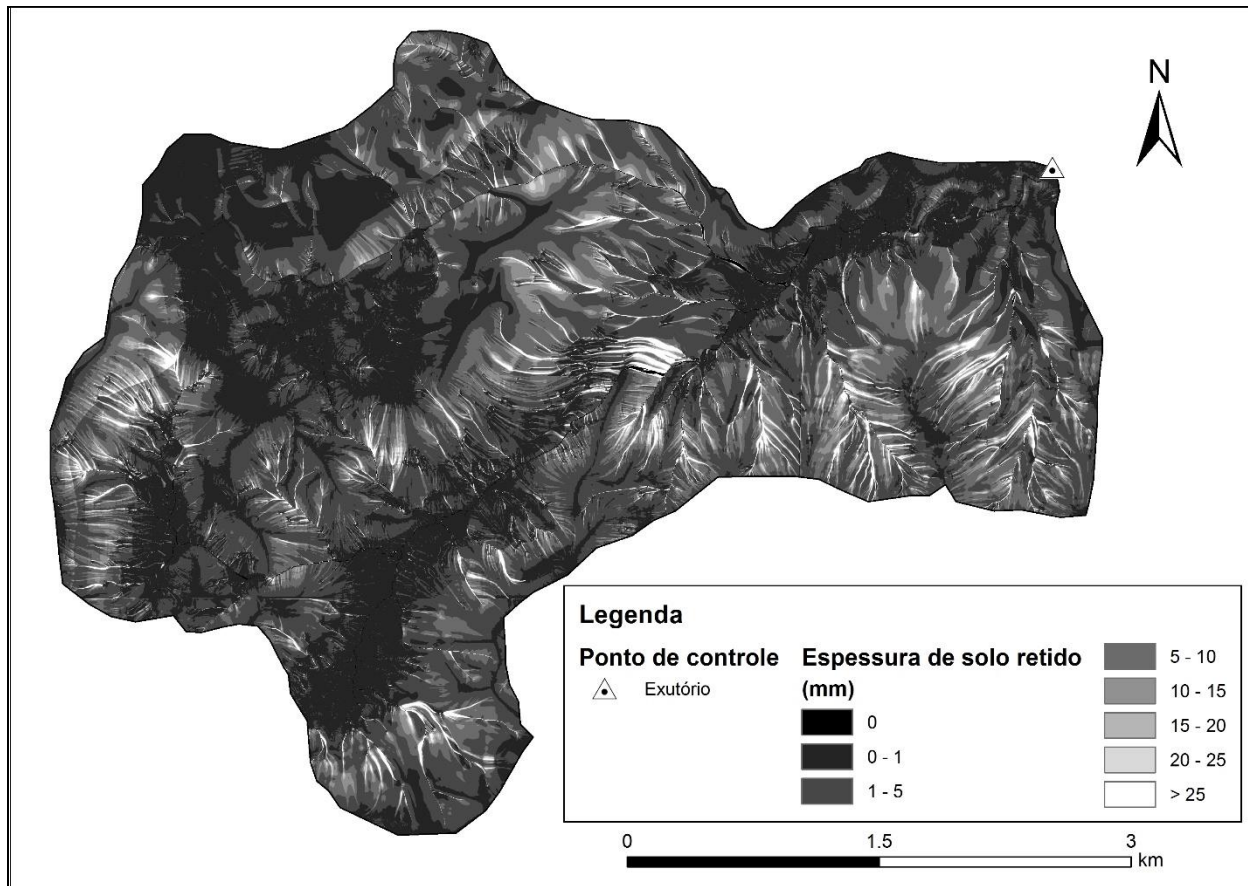 N
Legenda
Ponto de controle
Exutório
Espessura de solo retido
(mm)
0
0 - 1
1 - 5
5 - 10
10 - 15
15 - 20
20 - 25
> 25
0 1.5 3
km